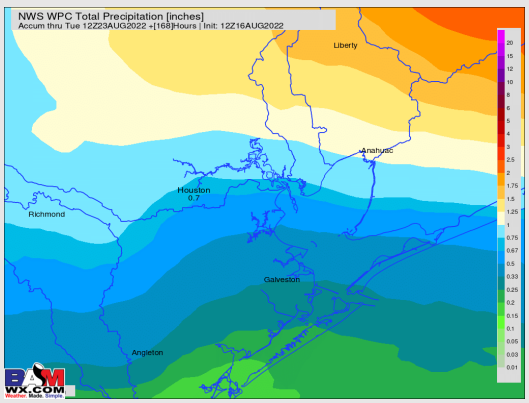 NWS WPC Total Precipitation [inches]
Accum thru Tue 12Z23AUG2022 +[168]Hours | Init: 12Z16AUG2022
Liberty
Anahuac
Houston
0.7
Richmond
Galveston
Angleton
20
15
12
10
8
6
5
4
3
2.5
2
1.75
1.5
1.25
1
0.75
0.67
0.5
0.33
0.25
0.2
0.15
0.1
0.05
0.03
0.01
BAM
WX.COM
Weather. Made. Simple.